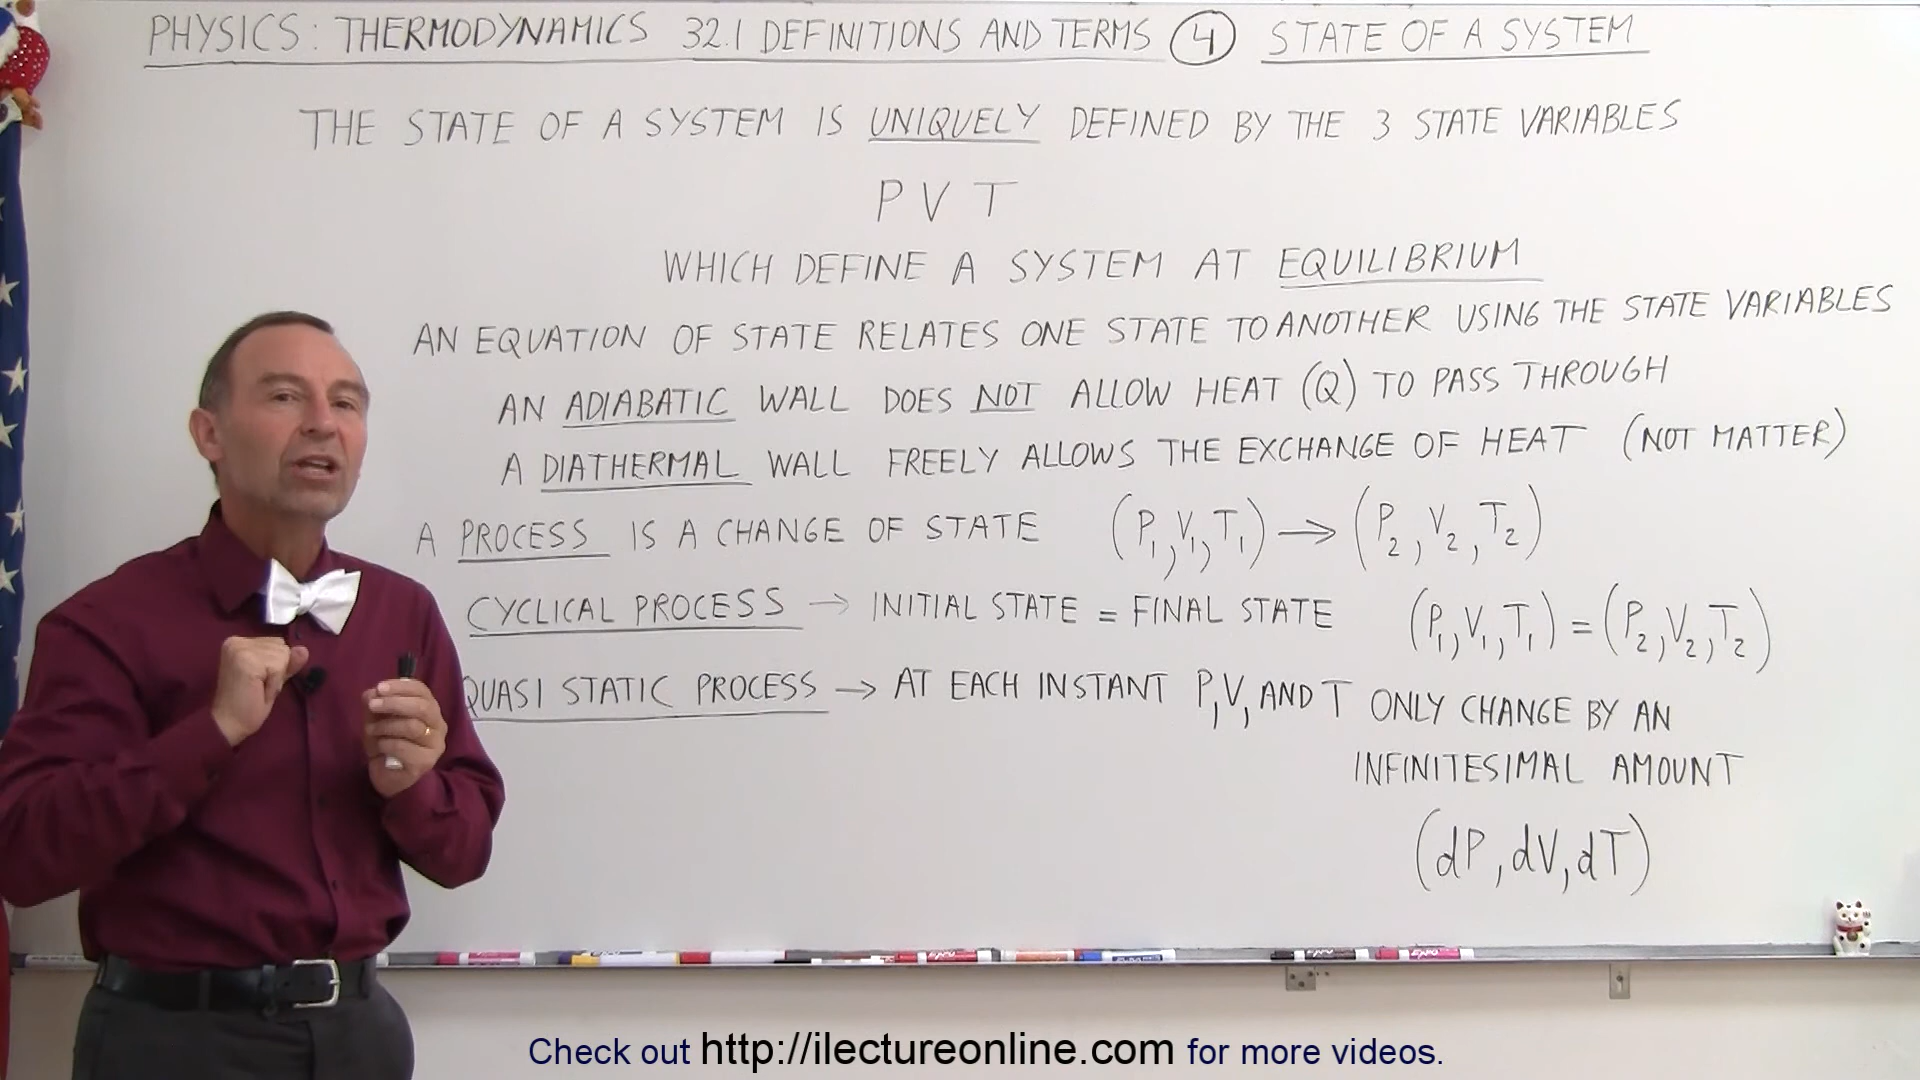 PHYSICS: THERMODYNAMICS 32.1 DEFINITIONS AND TERMS 4 STATE OF A SYSTEM
THE STATE OF A SYSTEM IS UNIQUELY DEFINED BY THE 3 STATE VARIABLES
P V T
WHICH DEFINE A SYSTEM AT EQUILIBRIUM
AN EQUATION OF STATE RELATES ONE STATE TO ANOTHER USING THE STATE VARIABLES
AN ADIABATIC WALL DOES NOT ALLOW HEAT (Q) TO PASS THROUGH
A DIATHERMAL WALL FREELY ALLOWS THE EXCHANGE OF HEAT (NOT MATTER)
A PROCESS IS A CHANGE OF STATE (P₁,V₁,T₁) → (P₂,V₂,T₂)
CYCLICAL PROCESS → INITIAL STATE = FINAL STATE (P₁,V₁,T₁) = (P₂,V₂,T₂)
QUASI STATIC PROCESS → AT EACH INSTANT P, V, AND T ONLY CHANGE BY AN
INFINITESIMAL AMOUNT
(dP, dV, dT)
Check out http://ilectureonline.com for more videos.